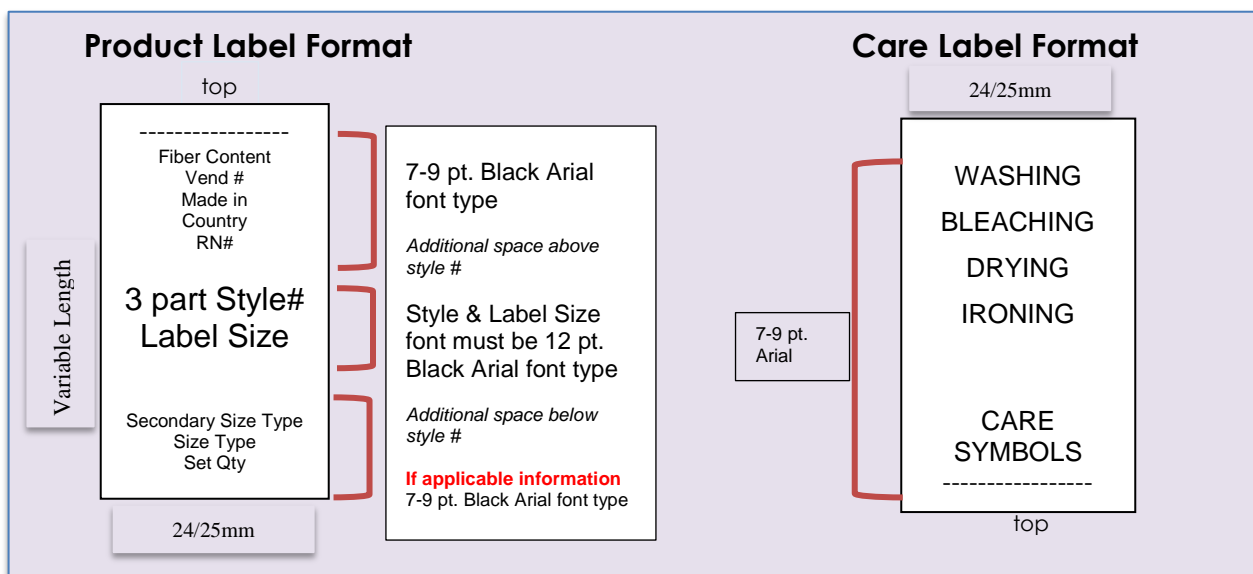 Product Label Format
top
-----------------
Fiber Content
Vend #
Made in
Country
RN#
3 part Style#
Label Size
Secondary Size Type
Size Type
Set Qty
Variable Length
24/25mm
7-9 pt. Black Arial
font type
Additional space above
style #
Style & Label Size
font must be 12 pt.
Black Arial font type
Additional space below
style #
If applicable information
7-9 pt. Black Arial font type
Care Label Format
24/25mm
WASHING
BLEACHING
DRYING
IRONING
CARE
SYMBOLS
-----------------
top
7-9 pt.
Arial